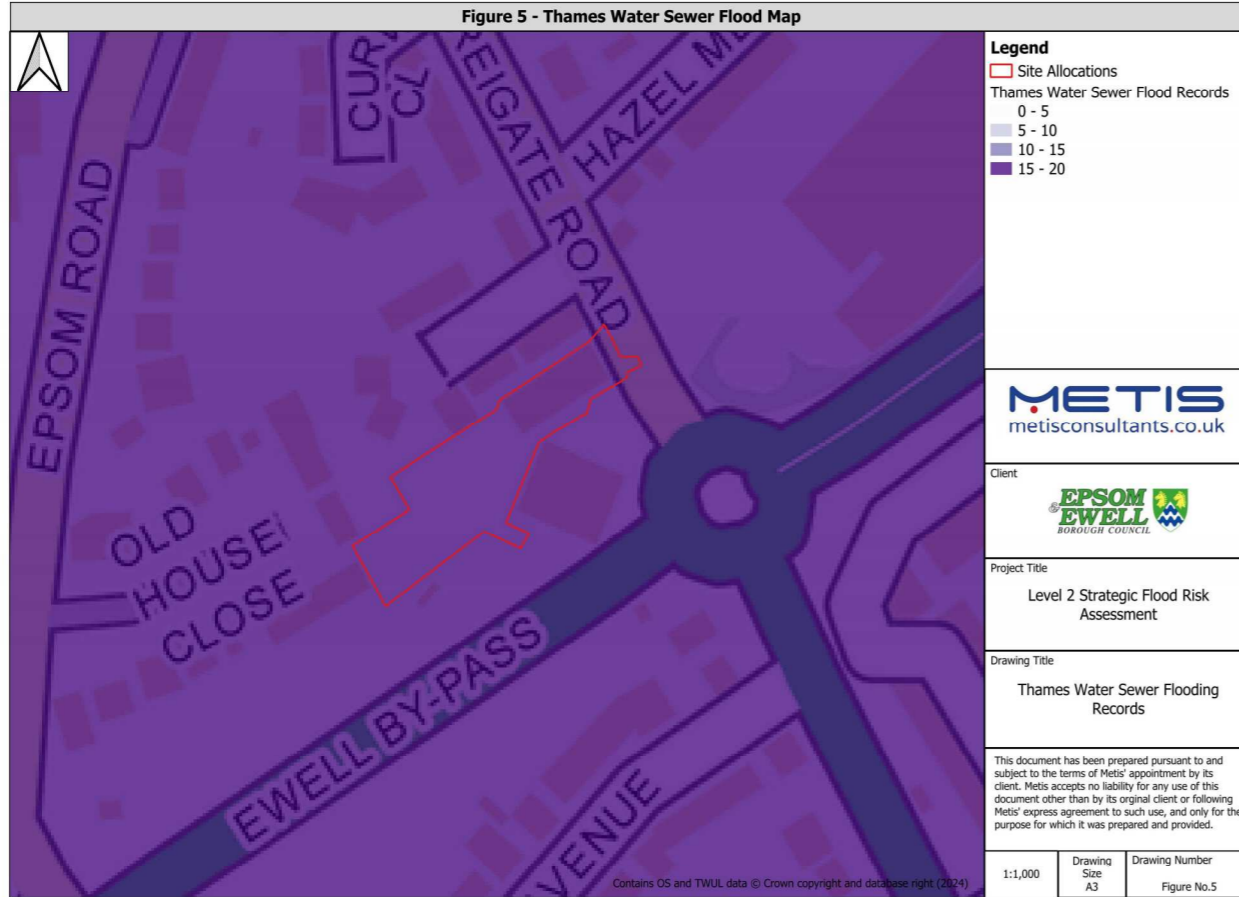 Figure 5 - Thames Water Sewer Flood Map
CL
REIGATE ROAD
EPSOM ROAD
OLD
HOUSE
CLOSE
EWELL BY-PASS
Contains OS and TWUL data © Crown copyright and database right (2024)
Legend
Site Allocations
Thames Water Sewer Flood Records
0 - 5
5 - 10
10 - 15
15 - 20
METIS
metisconsultants.co.uk
Client
EPSOM
& EWELL
BOROUGH COUNCIL
Project Title
Level 2 Strategic Flood Risk
Assessment
Drawing Title
Thames Water Sewer Flooding
Records
This document has been prepared pursuant to and
subject to the terms of Metis' appointment by its
client. Metis accepts no liability for any use of this
document other than by its orginal client or following
Metis' express agreement to such use, and only for the
purpose for which it was prepared and provided.
1:1,000
Drawing
Size
A3
Drawing Number
Figure No.5
HAZEL